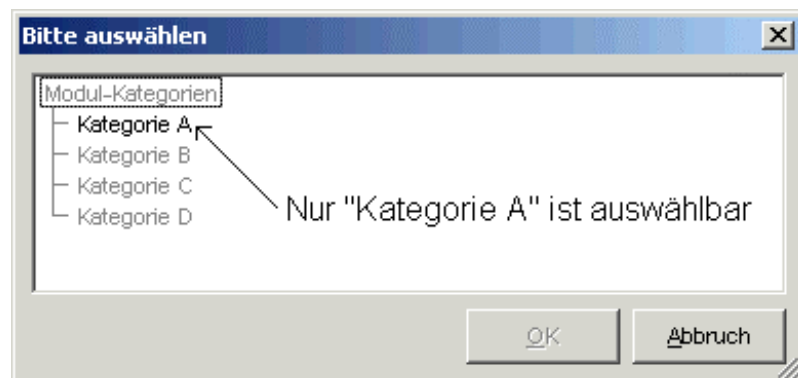 Bitte auswählen
Modul-Kategorien
Kategorie A
Kategorie B
Kategorie C
Kategorie D
Nur "Kategorie A" ist auswählbar
OK
Abbruch